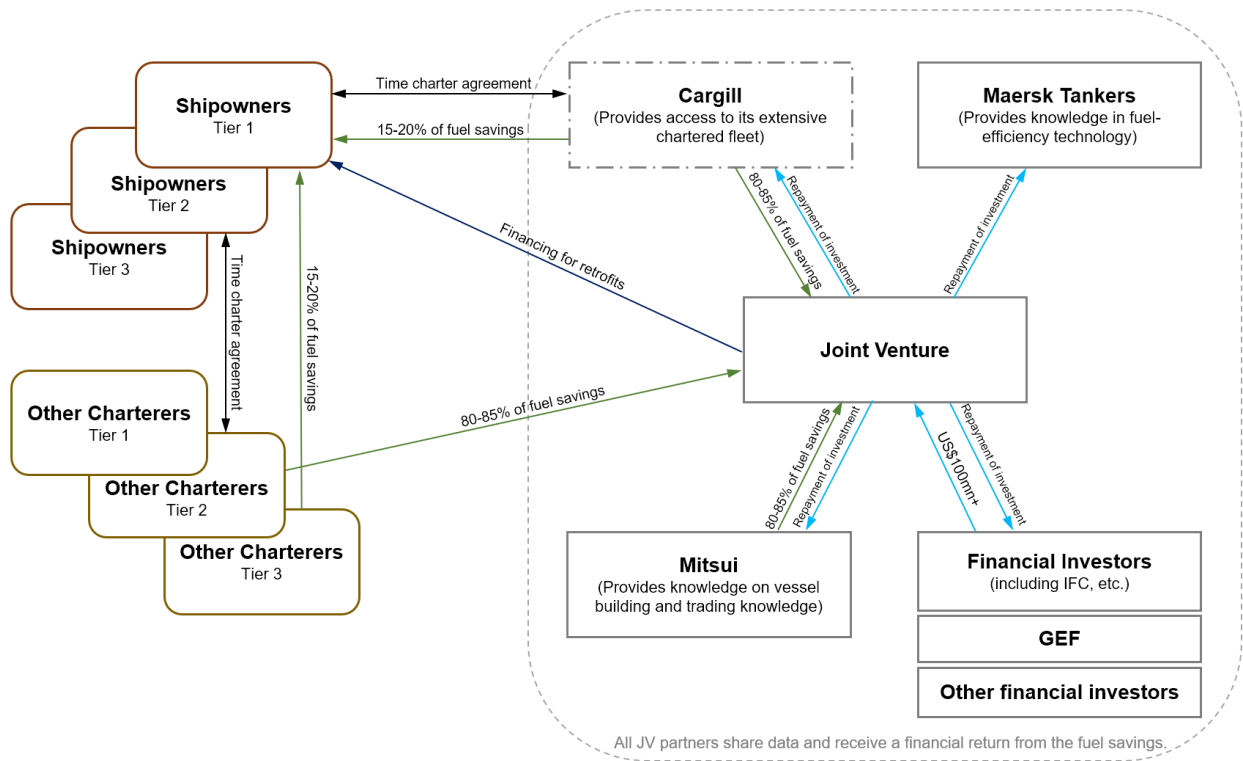 Shipowners
Tier 1
Shipowners
Tier 2
Shipowners
Tier 3
Time charter agreement
15-20% of fuel savings
Cargill
(Provides access to its extensive
chartered fleet)
Maersk Tankers
(Provides knowledge in fuel-
efficiency technology)
80-85% of fuel savings
Repayment of investment
Repayment of investment
Financing for retrofits
Time charter agreement
15-20% of fuel savings
Joint Venture
Other Charterers
Tier 1
Other Charterers
Tier 2
Other Charterers
Tier 3
80-85% of fuel savings
80-85% of fuel savings
Repayment of investment
US$100mn+
Repayment of investment
Mitsui
(Provides knowledge on vessel
building and trading knowledge)
Financial Investors
(including IFC, etc.)
GEF
Other financial investors
All JV partners share data and receive a financial return from the fuel savings.